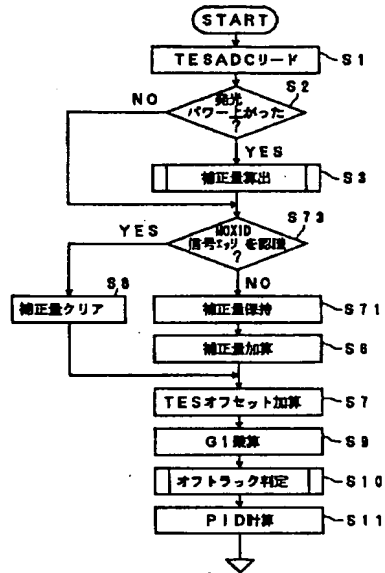 START
TESADCリード
S1
S2
NO
発光
パワー上がった
?
YES
補正量算出
S3
S73
YES
MOXID
信号エッジを認識
?
S8
NO
補正量クリア
補正量保持
S71
補正量加算
S6
TESオフセット加算
S7
G1乗算
S9
オフトラック判定
S10
PID計算
S11